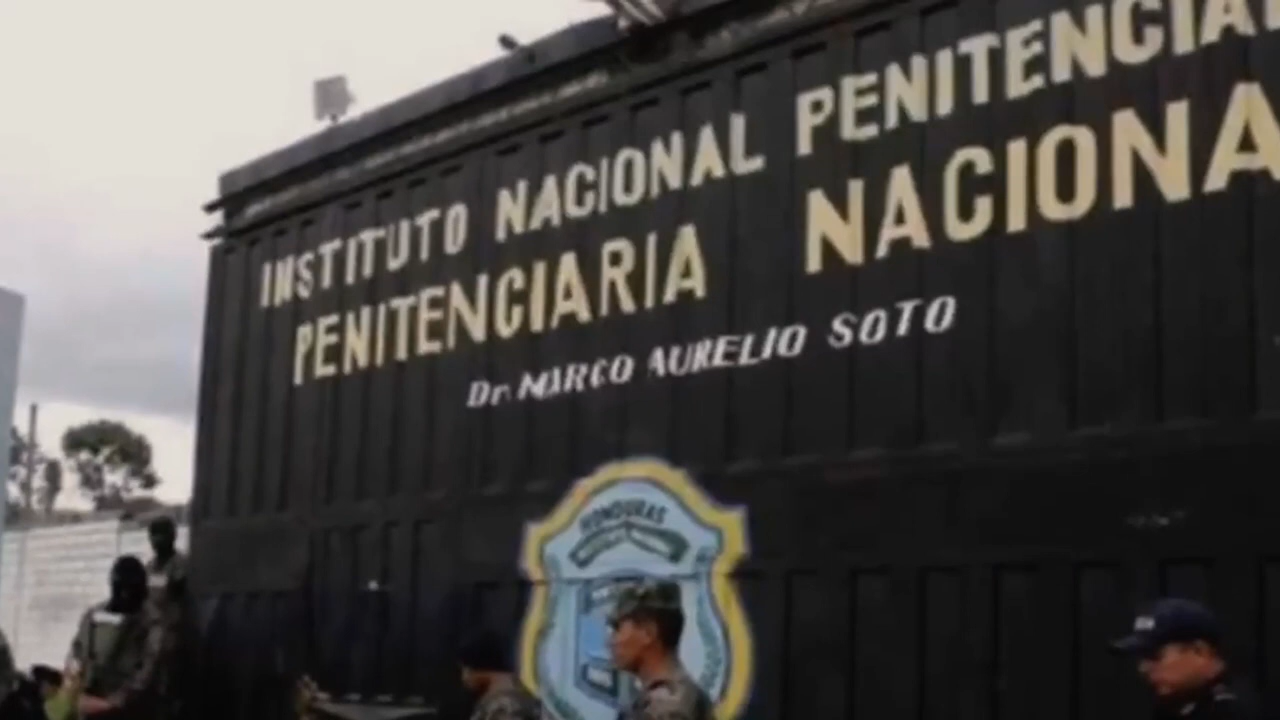 INSTITUTO NACIONAL PENITENCIA
PENITENCIARIA NACIONA
Dr. MARCO AURELIO SOTO
HONDURAS